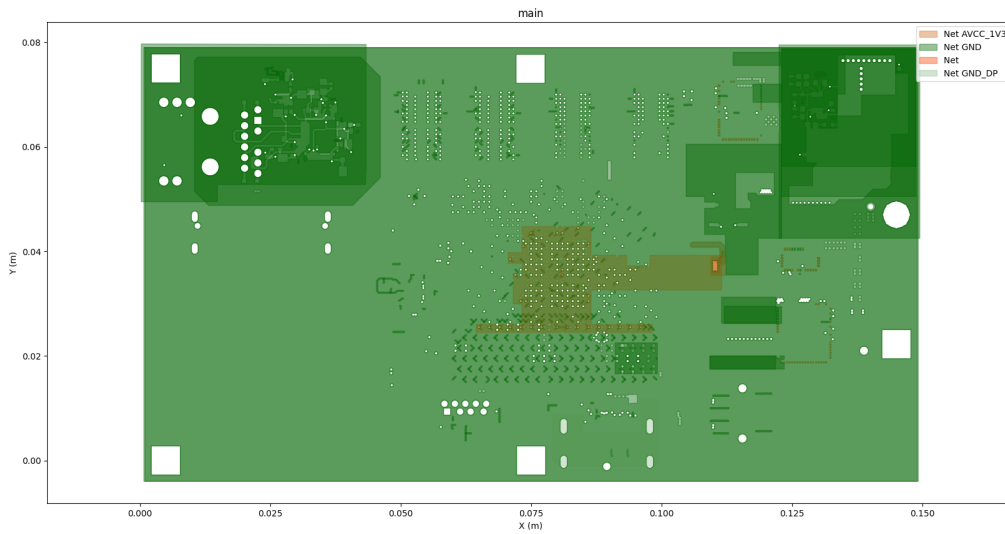 main
Net AVCC_1V3
Net GND
Net
Net GND_DP
0.08
0.06
0.04
0.02
0.00
Y (m)
0.000
0.025
0.050
0.075
0.100
0.125
0.150
X (m)